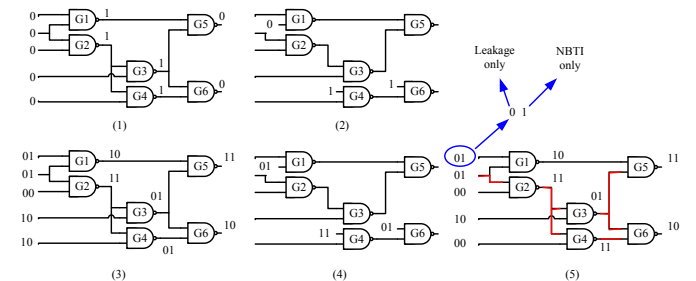 0 G1 1 G5 0
0
0 G2 1
0 G3 1
G4 1 G6 0
0
(1)
0 G1 G5
G2
G3
1 G4 1 G6
(2)
Leakage only
NBTI only
0 1
01 G1 10 G5 11
01
00 G2 11
10 G3 01
10 G4 01 G6 10
(3)
01 G1 G5
G2
G3
11 G4 01 G6
(4)
01 G1 10 G5 11
01
00 G2 11
10 G3 01
00 G4 11 G6 10
(5)